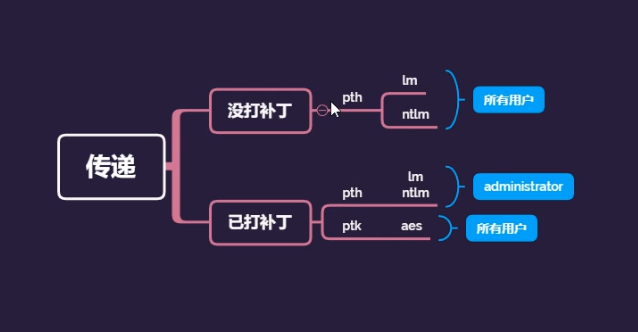 传递
没打补丁
pth
lm
ntlm
所有用户
已打补丁
pth
lm
ntlm
administrator
ptk
aes
所有用户